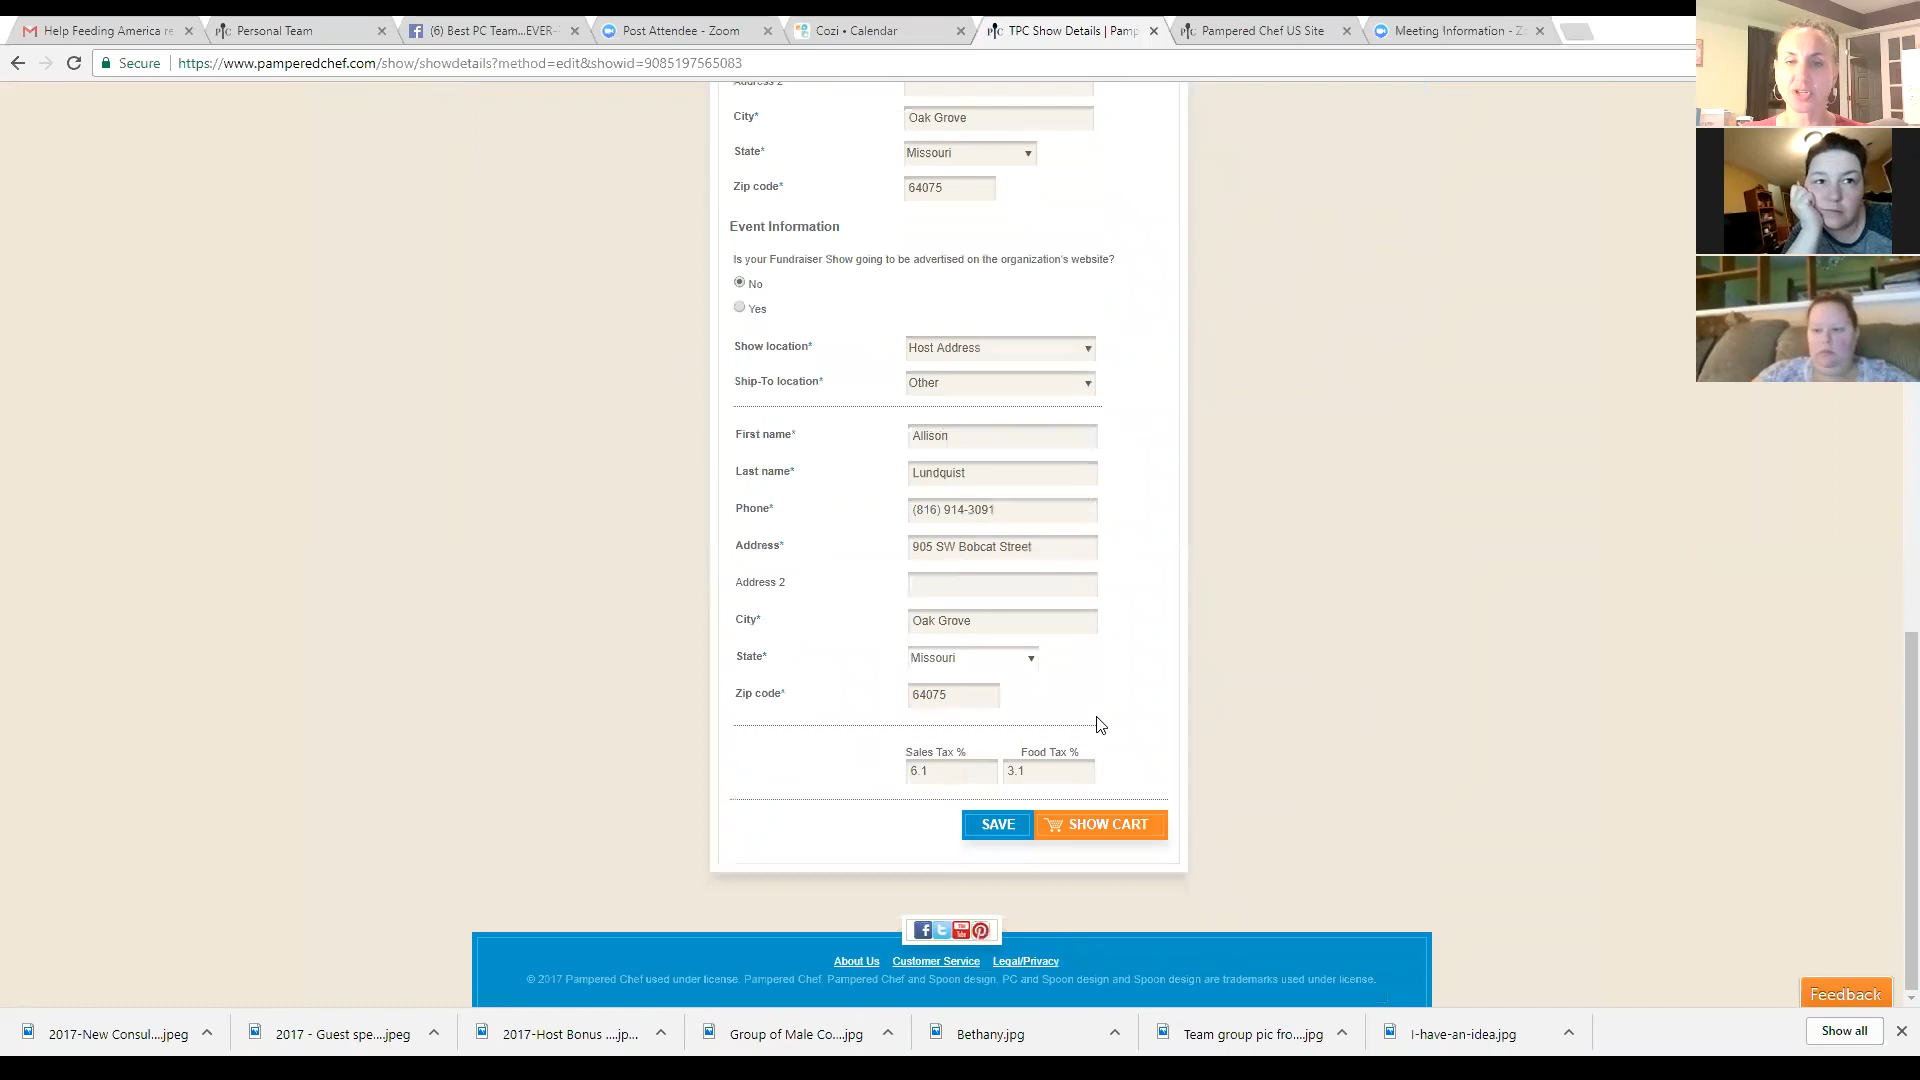 Help Feeding America re
Personal Team
(6) Best PC Team...EVER-
Post Attendee - Zoom
Cozi • Calendar
TPC Show Details | Pamp
Pampered Chef US Site
Meeting Information - Z
Secure
https://www.pamperedchef.com/show/showdetails?method=edit&showid=9085197565083
Address 2
City* Oak Grove
State* Missouri
Zip code* 64075
Event Information
Is your Fundraiser Show going to be advertised on the organization's website?
No
Yes
Show location* Host Address
Ship-To location* Other
First name* Allison
Last name* Lundquist
Phone* (816) 914-3091
Address* 905 SW Bobcat Street
Address 2
City* Oak Grove
State* Missouri
Zip code* 64075
Sales Tax % Food Tax %
6.1 3.1
SAVE SHOW CART
About Us Customer Service Legal/Privacy
© 2017 Pampered Chef used under license. Pampered Chef. Pampered Chef and Spoon design, PC and Spoon design and Spoon design are trademarks used under license.
Feedback
2017-New Consul....jpeg
2017 - Guest spe....jpeg
2017-Host Bonus ....jp...
Group of Male Co....jpg
Bethany.jpg
Team group pic fro....jpg
I-have-an-idea.jpg
Show all